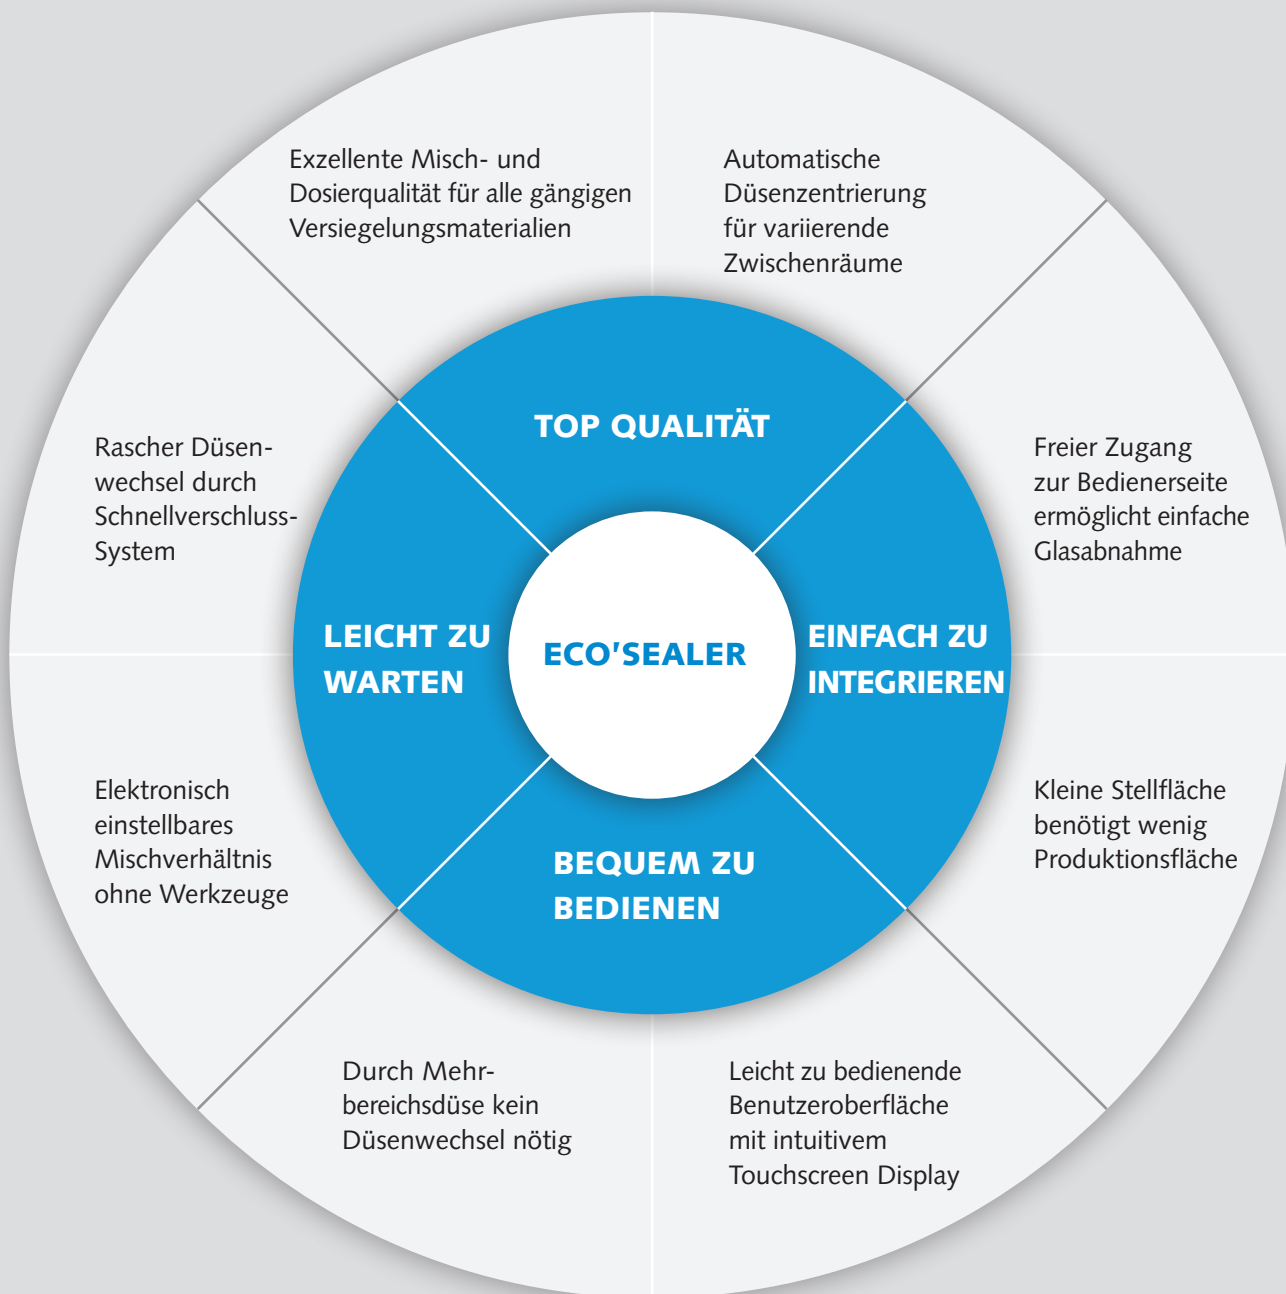 Exzellente Misch- und
Dosierqualität für alle gängigen
Versiegelungsmaterialien
Automatische
Düsenzentrierung
für variierende
Zwischenräume
TOP QUALITÄT
Rascher Düsen-
wechsel durch
Schnellverschluss-
System
Freier Zugang
zur Bedienerseite
ermöglicht einfache
Glasabnahme
LEICHT ZU
WARTEN
ECO'SEALER
EINFACH ZU
INTEGRIEREN
Elektronisch
einstellbares
Mischverhältnis
ohne Werkzeuge
Kleine Stellfläche
benötigt wenig
Produktionsfläche
BEQUEM ZU
BEDIENEN
Durch Mehr-
bereichsdüse kein
Düsenwechsel nötig
Leicht zu bedienende
Benutzeroberfläche
mit intuitivem
Touchscreen Display